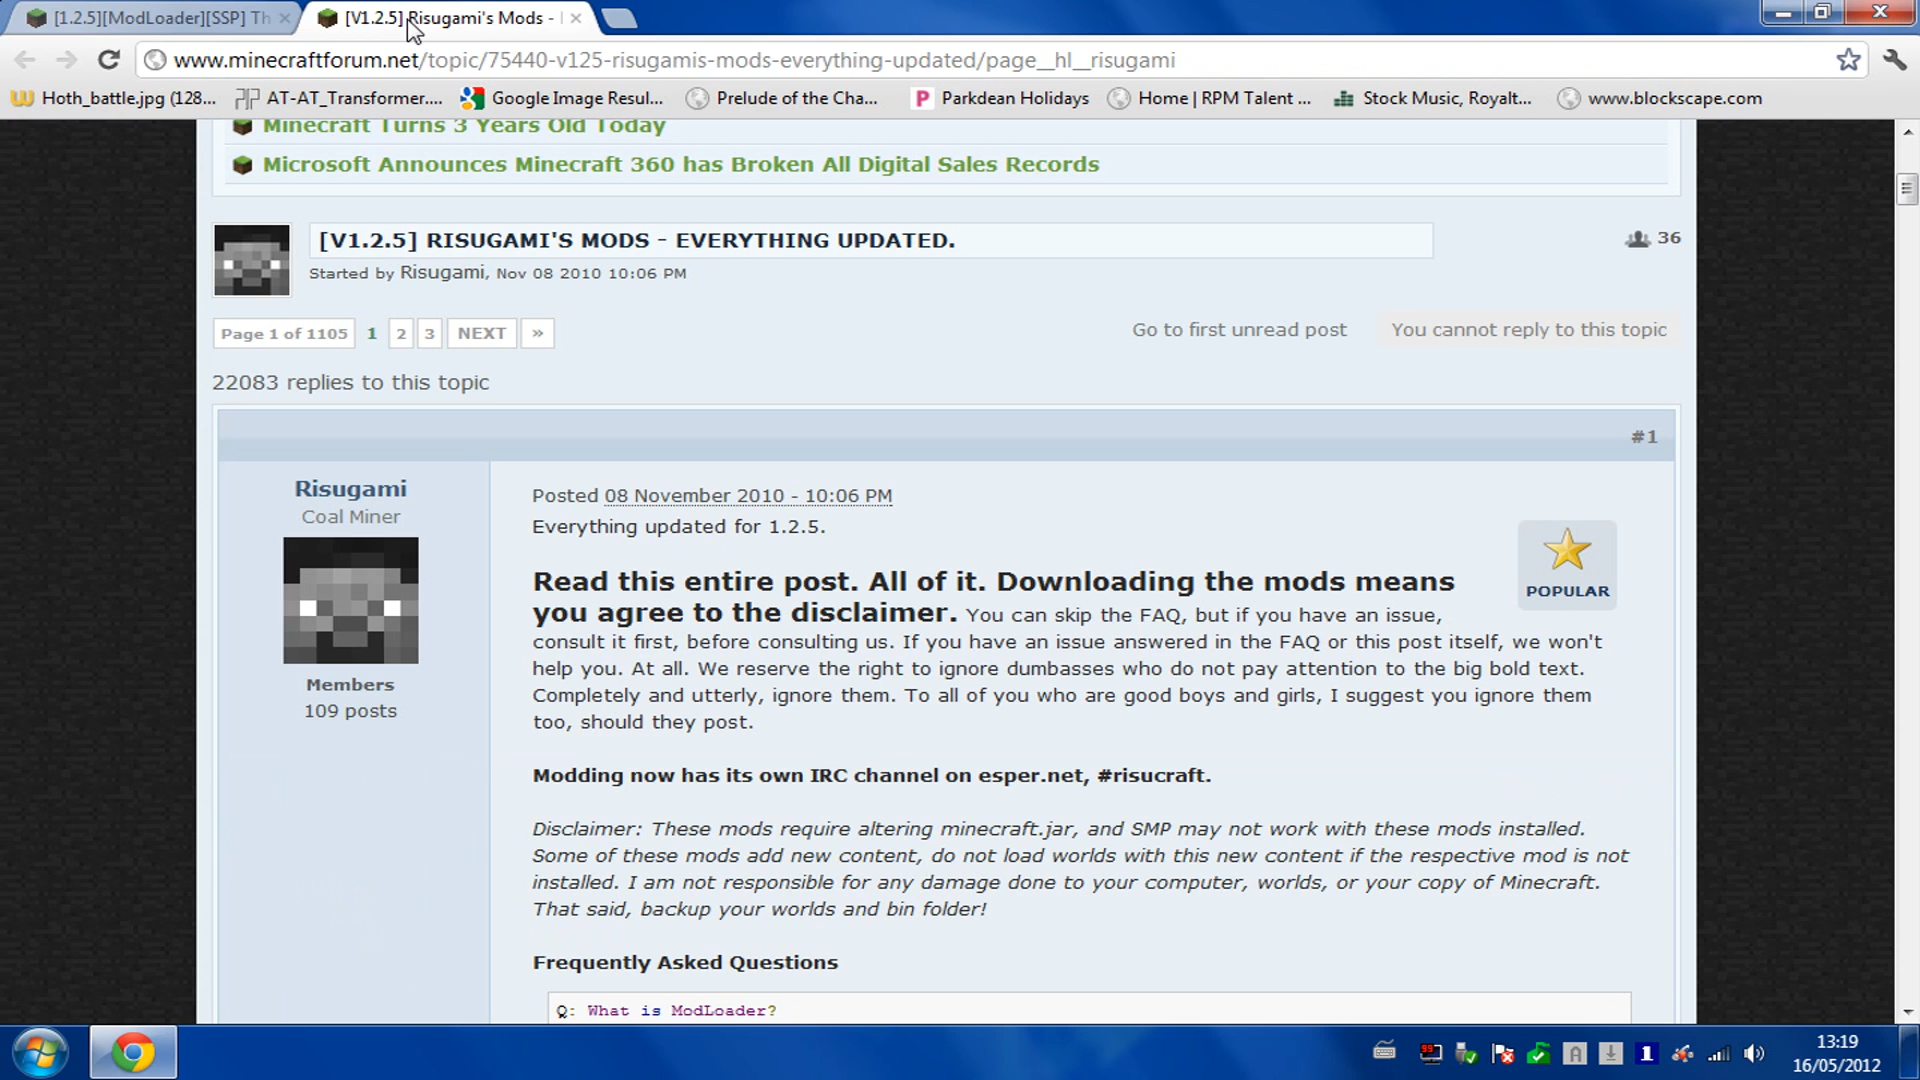 [1.2.5][ModLoader][SSP] Th
[V1.2.5] Risugami's Mods -
www.minecraftforum.net/topic/75440-v125-risugamis-mods-everything-updated/page__hl__risugami
Hoth_battle.jpg (128...
AT-AT_Transformer....
Google Image Resul...
Prelude of the Cha...
P
Parkdean Holidays
Home | RPM Talent ...
Stock Music, Royalt...
www.blockscape.com
Minecraft Turns 3 Years Old Today
Microsoft Announces Minecraft 360 has Broken All Digital Sales Records
[V1.2.5] RISUGAMI'S MODS - EVERYTHING UPDATED.
36
Started by Risugami, Nov 08 2010 10:06 PM
Page 1 of 1105 1 2 3 NEXT »
Go to first unread post
You cannot reply to this topic
22083 replies to this topic
#1
Risugami
Coal Miner
Members
109 posts
Posted 08 November 2010 - 10:06 PM
Everything updated for 1.2.5.
POPULAR
Read this entire post. All of it. Downloading the mods means
you agree to the disclaimer. You can skip the FAQ, but if you have an issue,
consult it first, before consulting us. If you have an issue answered in the FAQ or this post itself, we won't
help you. At all. We reserve the right to ignore dumbasses who do not pay attention to the big bold text.
Completely and utterly, ignore them. To all of you who are good boys and girls, I suggest you ignore them
too, should they post.
Modding now has its own IRC channel on esper.net, #risucraft.
Disclaimer: These mods require altering minecraft.jar, and SMP may not work with these mods installed.
Some of these mods add new content, do not load worlds with this new content if the respective mod is not
installed. I am not responsible for any damage done to your computer, worlds, or your copy of Minecraft.
That said, backup your worlds and bin folder!
Frequently Asked Questions
Q: What is ModLoader?
99
A
1
13:19
16/05/2012